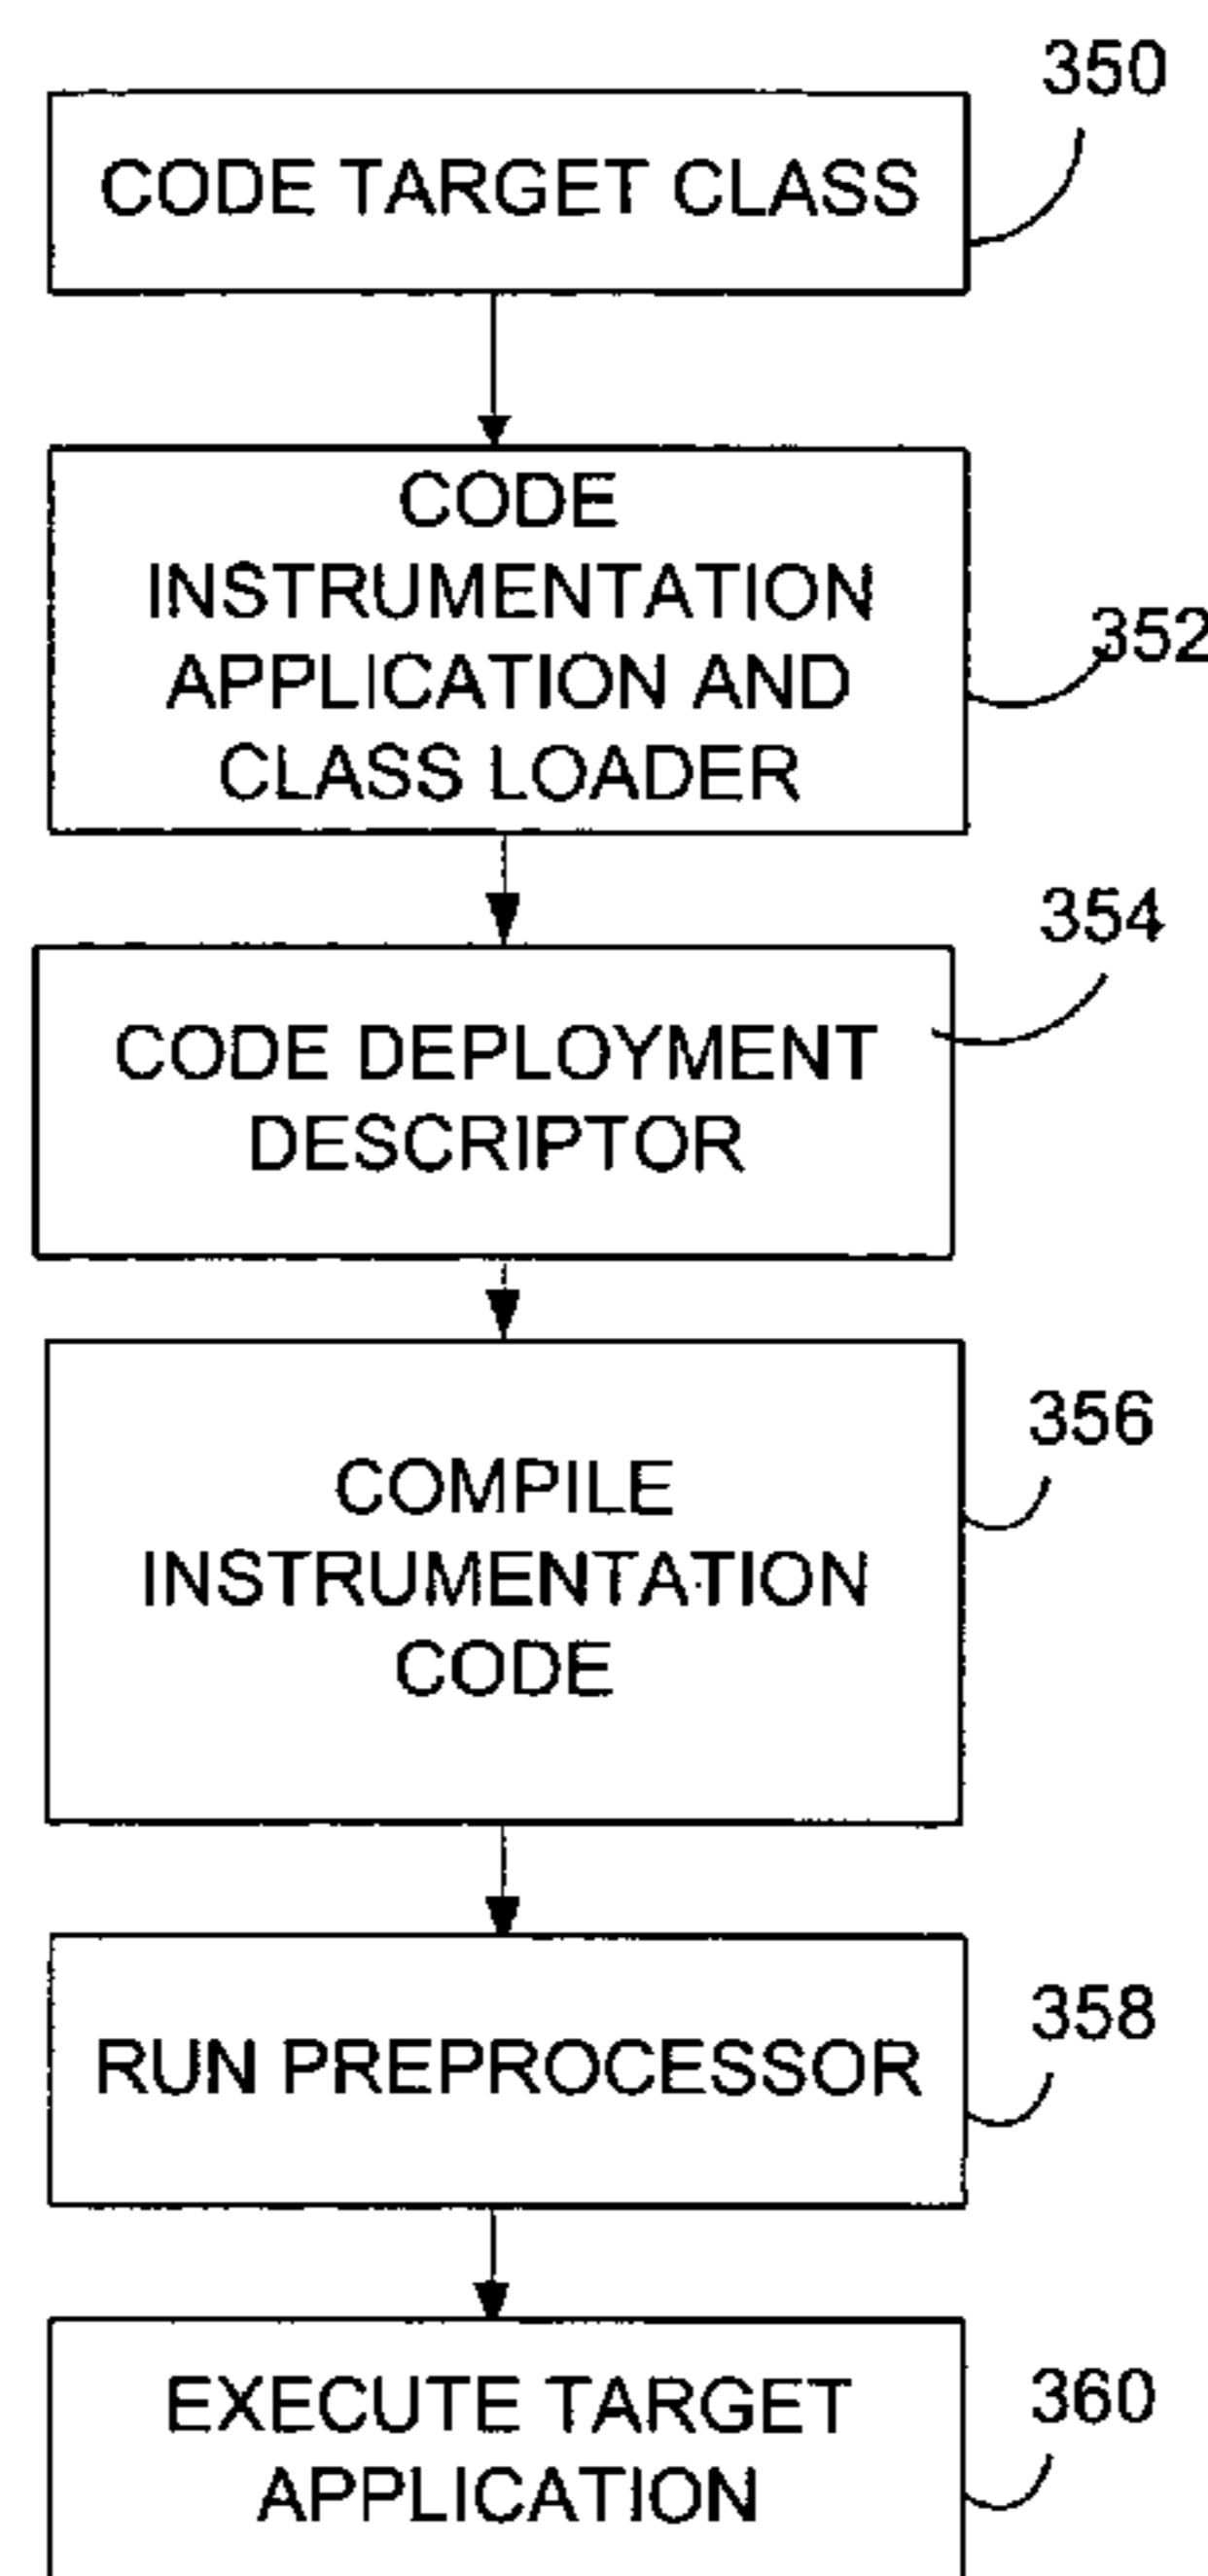 350
CODE TARGET CLASS
CODE
INSTRUMENTATION
APPLICATION AND
CLASS LOADER
352
354
CODE DEPLOYMENT
DESCRIPTOR
356
COMPILE
INSTRUMENTATION
CODE
358
RUN PREPROCESSOR
360
EXECUTE TARGET
APPLICATION